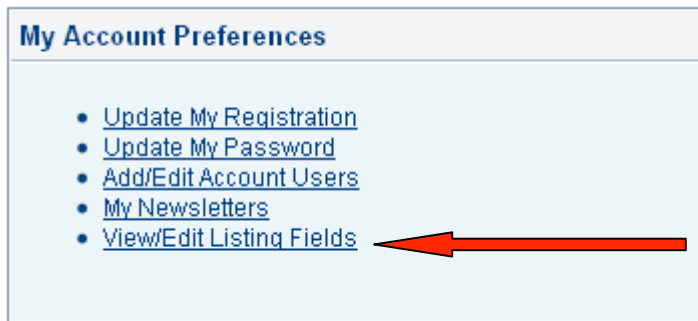 My Account Preferences
Update My Registration
Update My Password
Add/Edit Account Users
My Newsletters
View/Edit Listing Fields